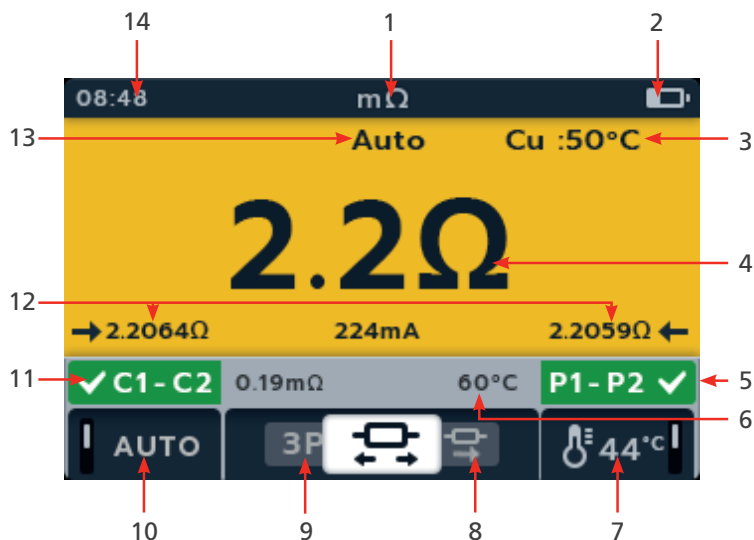 14 1 2
08:48 mΩ
13 Auto Cu :50°C 3
2.2Ω 4
12
→2.2064Ω 224mA 2.2059Ω←
11 ✓ C1-C2 0.19mΩ 60°C P1-P2 ✓ 5
6
AUTO 3P 44°C
10 9 8 7